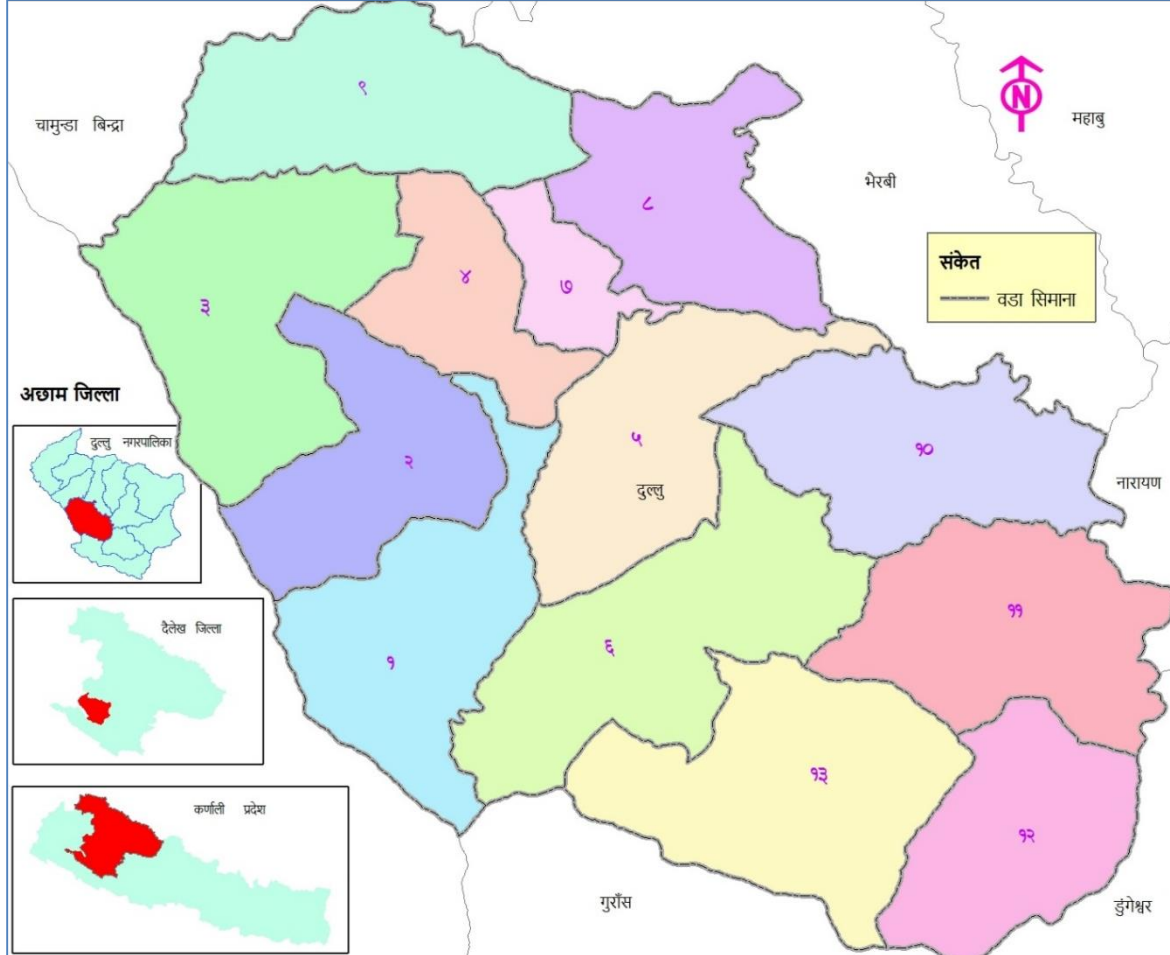 ९
चामुन्डा बिन्द्रा
N
महाबु
भैरबी
८
४
७
३
संकेत
वडा सिमाना
अछाम जिल्ला
दुल्लु नगरपालिका
२
५
दुल्लु
१०
नारायण
११
दैलेख जिल्ला
६
१
१३
कर्णाली प्रदेश
१२
गुराँस
डुंगेश्वर